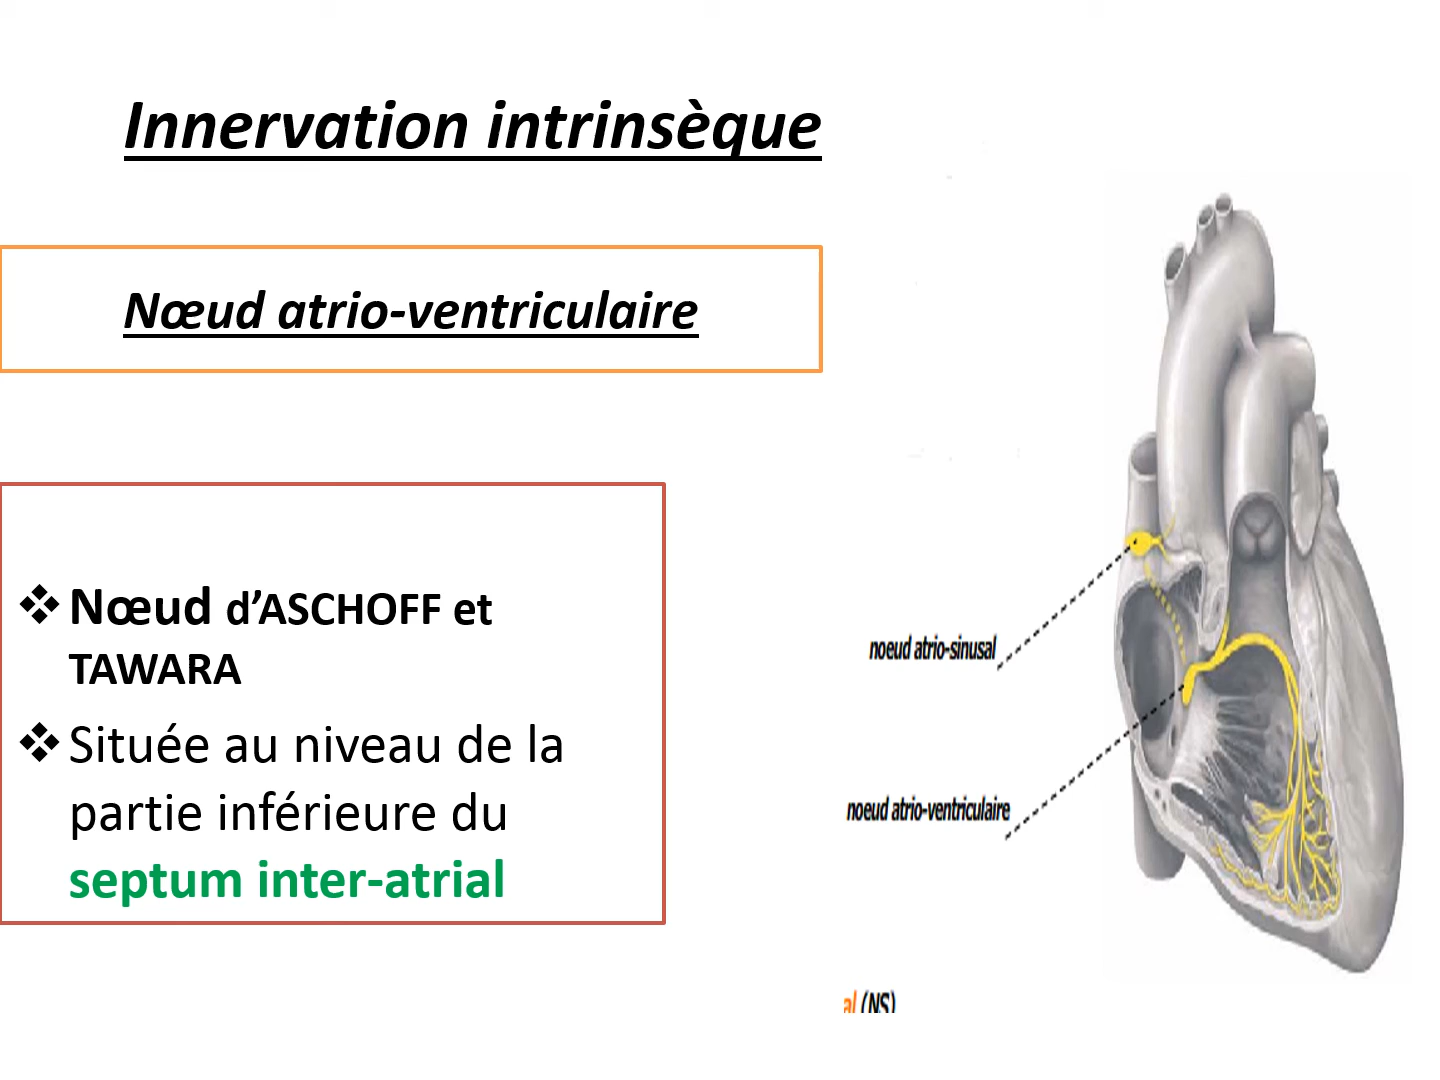 Innervation intrinsèque
Nœud atrio-ventriculaire
❖ Nœud d’ASCHOFF et
TAWARA
❖ Située au niveau de la
partie inférieure du
septum inter-atrial
noeud atrio-sinusal
noeud atrio-ventriculaire
al (NS)